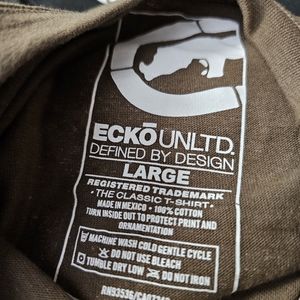 ECKŌ UNLTD.
DEFINED BY DESIGN
LARGE
REGISTERED TRADEMARK
• THE CLASSIC T-SHIRT •
MADE IN MEXICO • 100% COTTON
TURN INSIDE OUT TO PROTECT PRINT AND
ORNAMENTATION
MACHINE WASH COLD GENTLE CYCLE
DO NOT USE BLEACH
TUMBLE DRY LOW DO NOT IRON